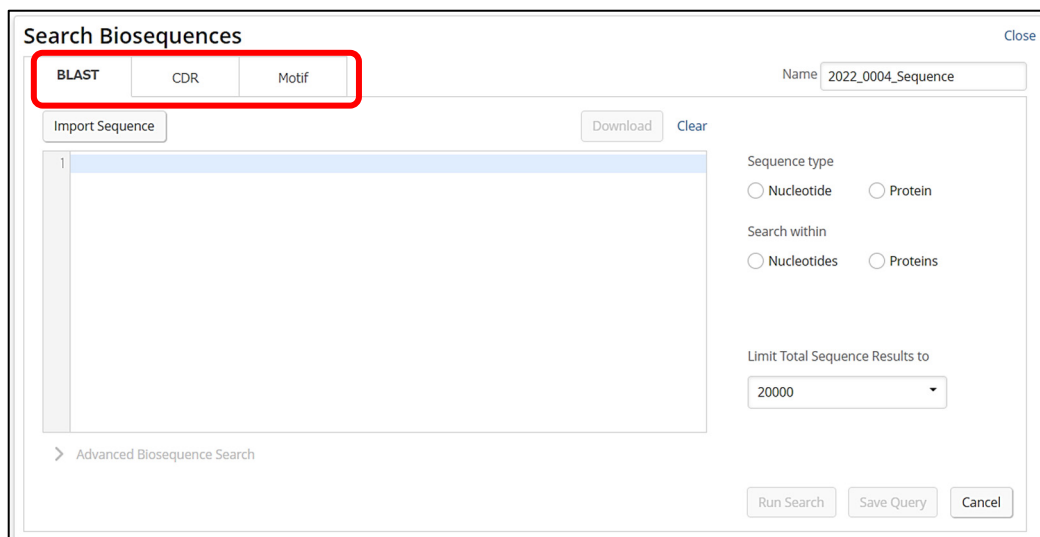 Search Biosequences
Close
BLAST CDR Motif
Name 2022_0004_Sequence
Import Sequence Download Clear
1
Sequence type
Nucleotide Protein
Search within
Nucleotides Proteins
Limit Total Sequence Results to
20000
Advanced Biosequence Search
Run Search Save Query Cancel